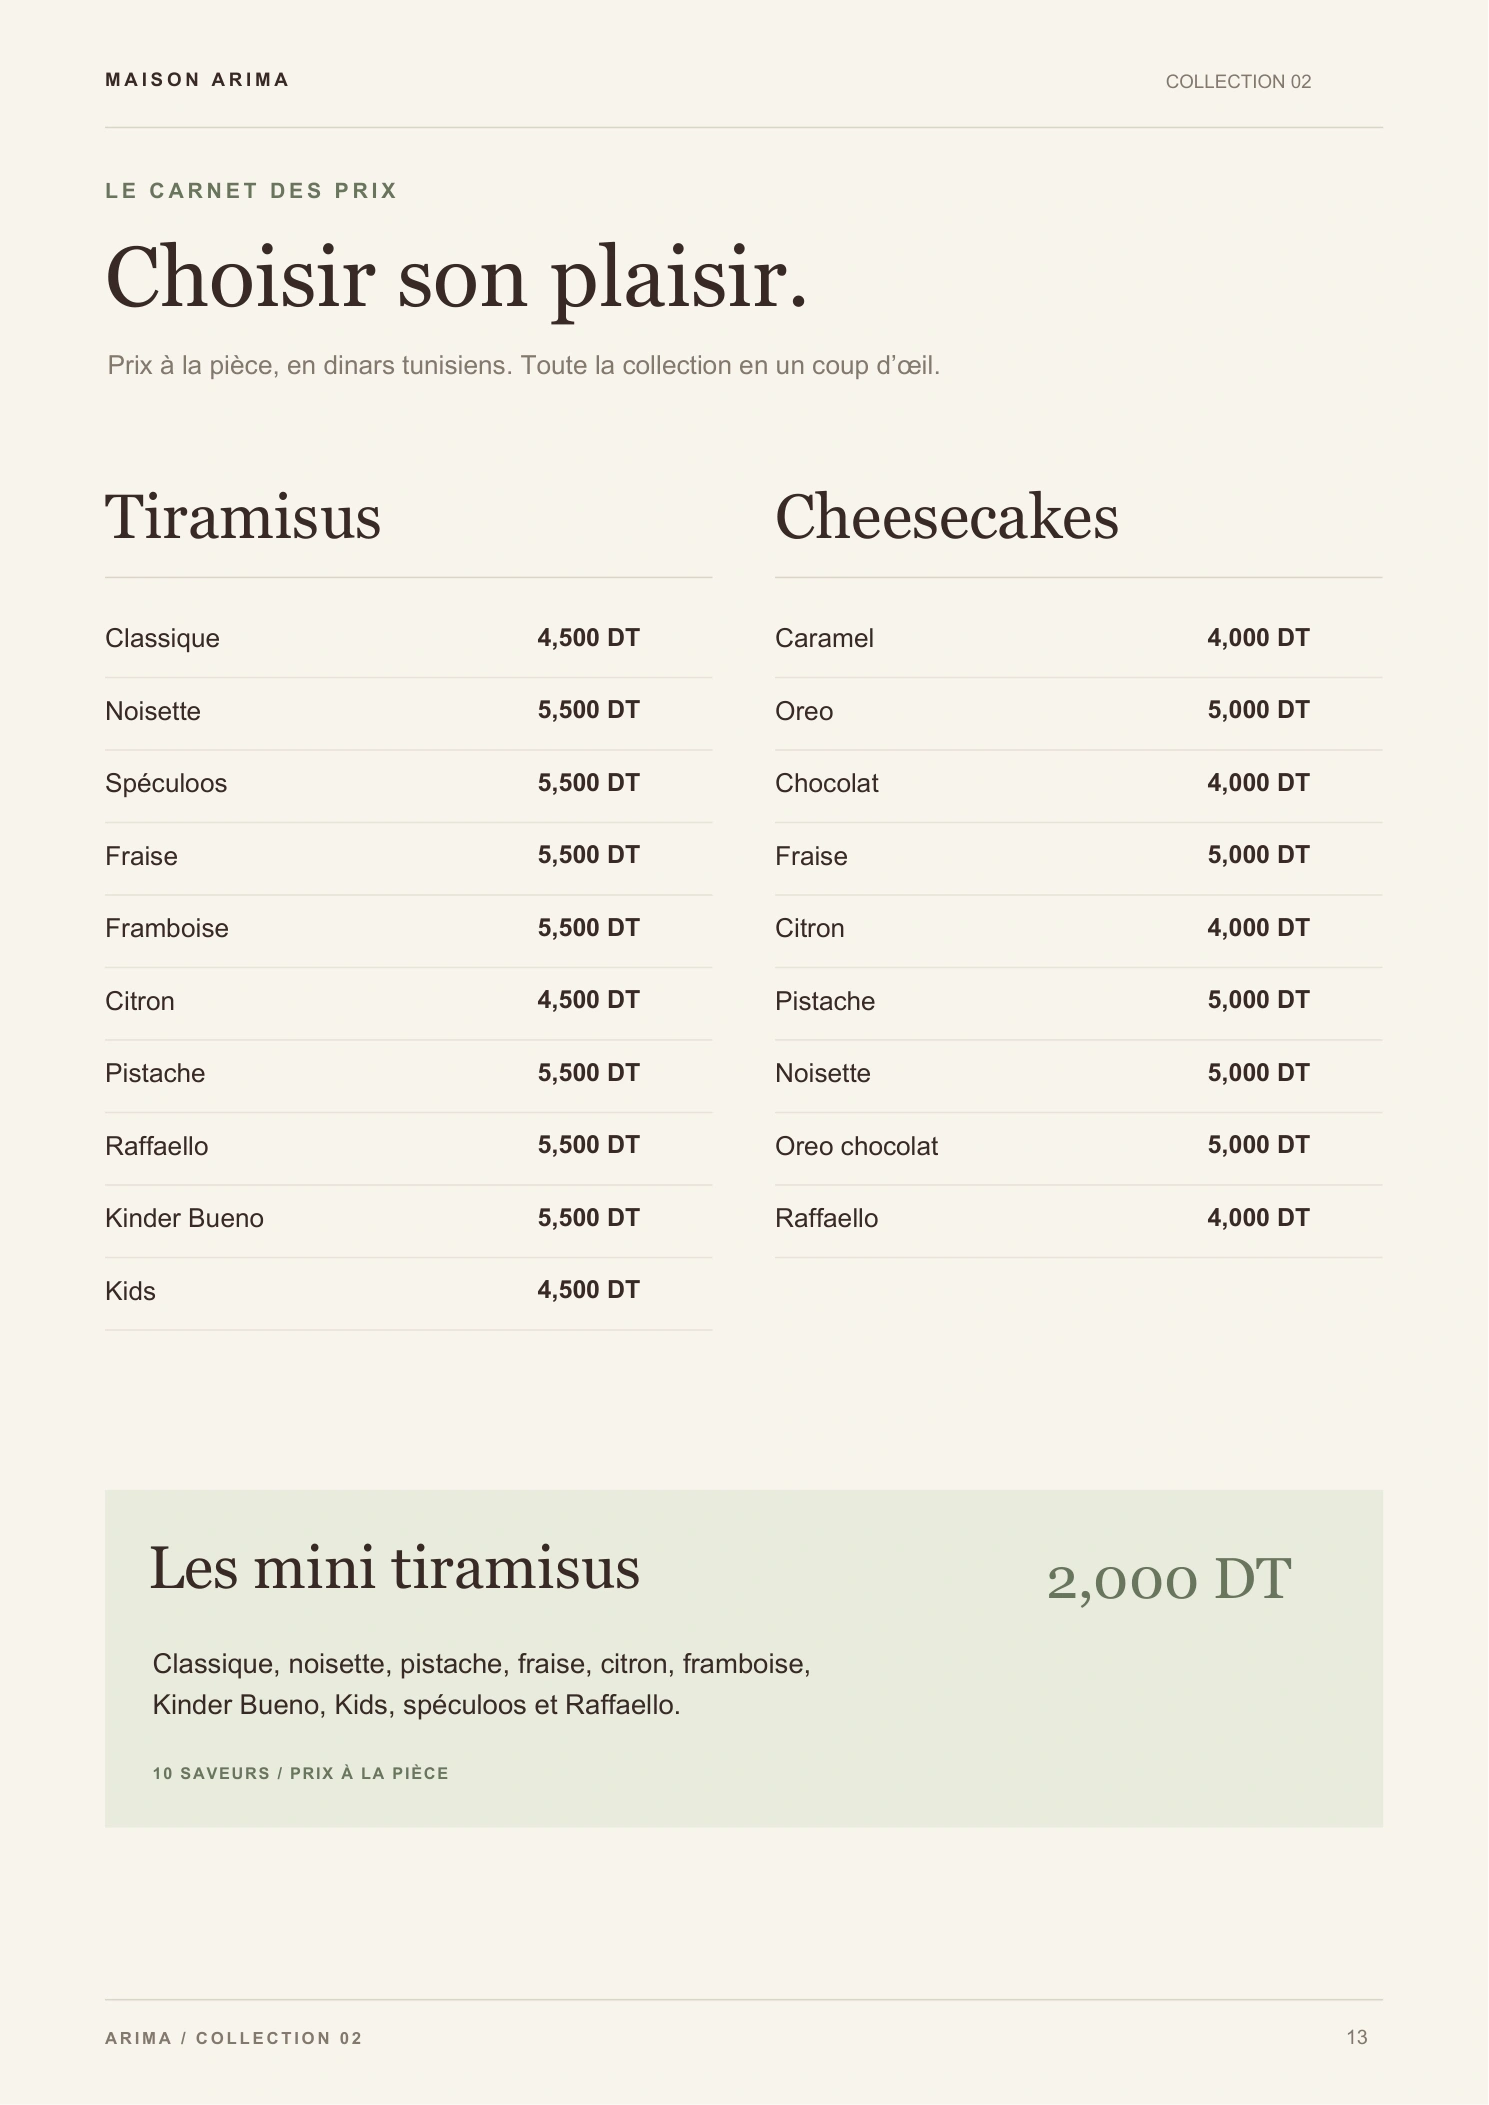 MAISON ARIMA
COLLECTION 02
LE CARNET DES PRIX
Choisir son plaisir.
Prix à la pièce, en dinars tunisiens. Toute la collection en un coup d’œil.
Tiramisus
Classique 4,500 DT
Noisette 5,500 DT
Spéculoos 5,500 DT
Fraise 5,500 DT
Framboise 5,500 DT
Citron 4,500 DT
Pistache 5,500 DT
Raffaello 5,500 DT
Kinder Bueno 5,500 DT
Kids 4,500 DT
Cheesecakes
Caramel 4,000 DT
Oreo 5,000 DT
Chocolat 4,000 DT
Fraise 5,000 DT
Citron 4,000 DT
Pistache 5,000 DT
Noisette 5,000 DT
Oreo chocolat 5,000 DT
Raffaello 4,000 DT
Les mini tiramisus
2,000 DT
Classique, noisette, pistache, fraise, citron, framboise,
Kinder Bueno, Kids, spéculoos et Raffaello.
10 SAVEURS / PRIX À LA PIÈCE
ARIMA / COLLECTION 02
13